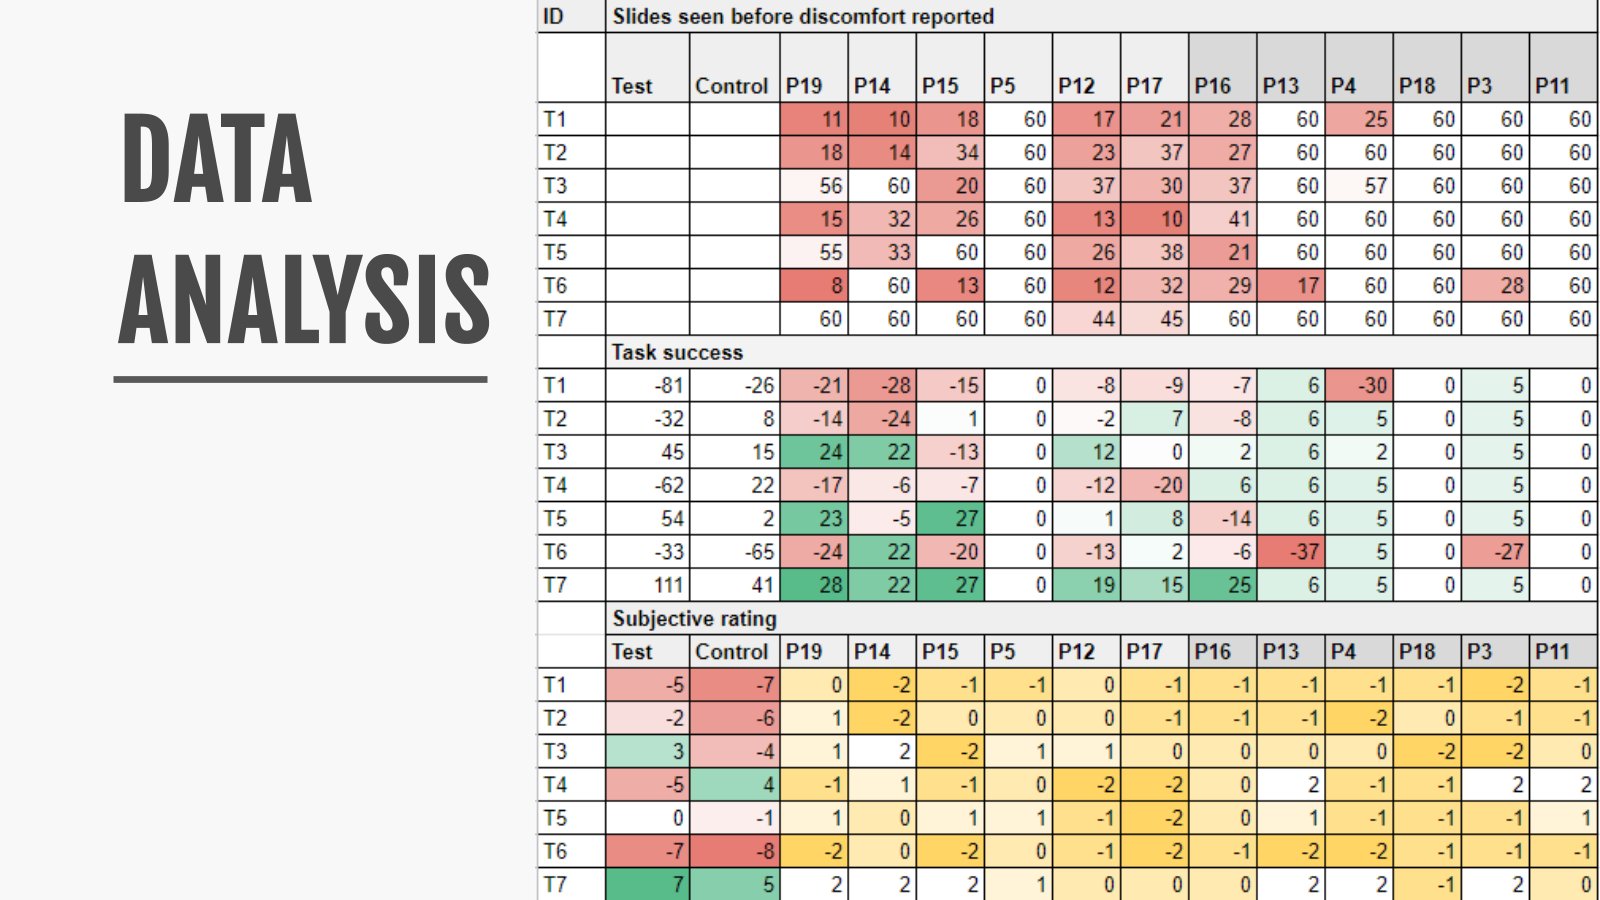 DATA
ANALYSIS
ID Slides seen before discomfort reported
Test Control P19 P14 P15 P5 P12 P17 P16 P13 P4 P18 P3 P11
T1 11 10 18 60 17 21 28 60 25 60 60 60
T2 18 14 34 60 23 37 27 60 60 60 60 60
T3 56 60 20 60 37 30 37 60 57 60 60 60
T4 15 32 26 60 13 10 41 60 60 60 60 60
T5 55 33 60 60 26 38 21 60 60 60 60 60
T6 8 60 13 60 12 32 29 17 60 60 28 60
T7 60 60 60 60 44 45 60 60 60 60 60 60
Task success
T1 -81 -26 -21 -28 -15 0 -8 -9 -7 6 -30 0 5 0
T2 -32 8 -14 -24 1 0 -2 7 -8 6 5 0 5 0
T3 45 15 24 22 -13 0 12 0 2 6 2 0 5 0
T4 -62 22 -17 -6 -7 0 -12 -20 6 6 5 0 5 0
T5 54 2 23 -5 27 0 1 8 -14 6 5 0 5 0
T6 -33 -65 -24 22 -20 0 -13 2 -6 -37 5 0 -27 0
T7 111 41 28 22 27 0 19 15 25 6 5 0 5 0
Subjective rating
Test Control P19 P14 P15 P5 P12 P17 P16 P13 P4 P18 P3 P11
T1 -5 -7 0 -2 -1 -1 0 -1 -1 -1 -1 -1 -2 -1
T2 -2 -6 1 -2 0 0 0 -1 -1 -1 -2 0 -1 -1
T3 3 -4 1 2 -2 1 1 0 0 0 0 -2 -2 0
T4 -5 4 -1 1 -1 0 -2 -2 0 2 -1 -1 2 2
T5 0 -1 1 0 1 1 -1 -2 0 1 -1 -1 -1 1
T6 -7 -8 -2 0 -2 0 -1 -2 -1 -2 -2 -1 -1 -1
T7 7 5 2 2 2 1 0 0 0 2 2 -1 2 0